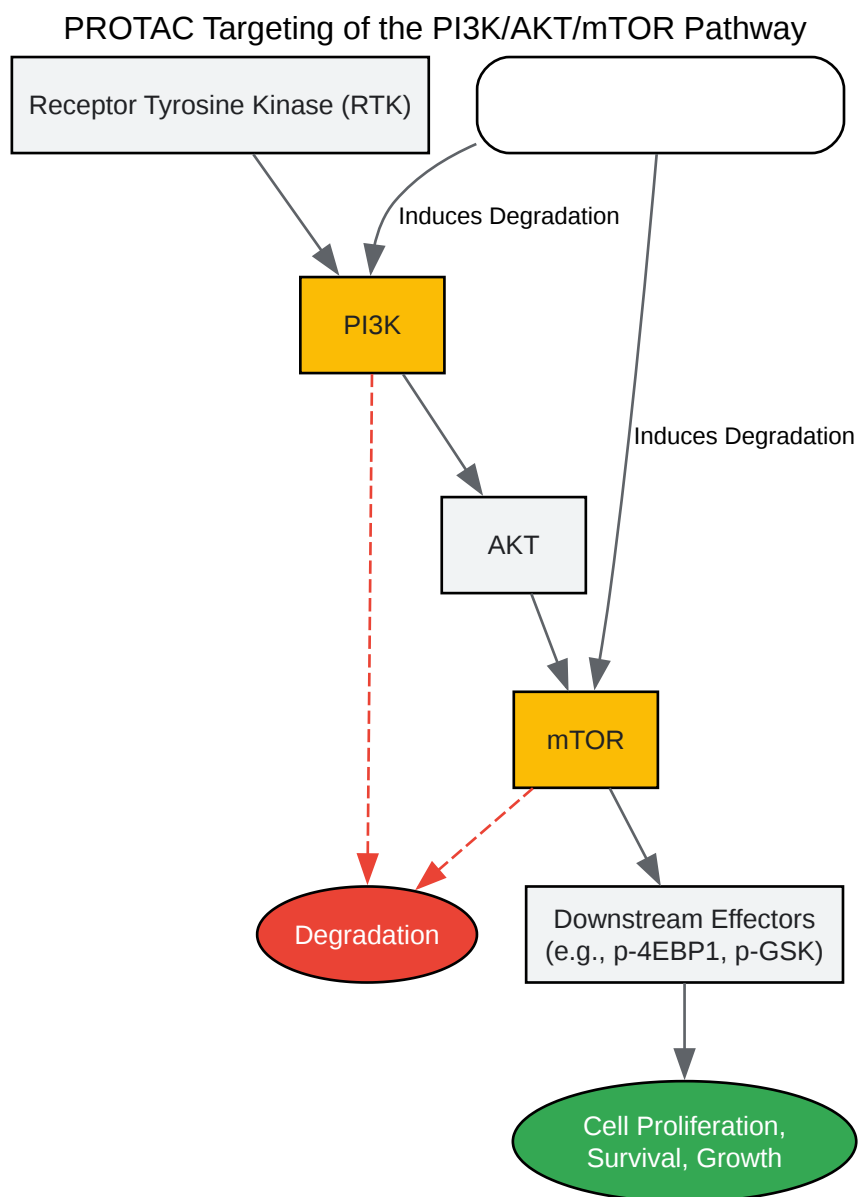 PROTAC Targeting of the PI3K/AKT/mTOR Pathway
Receptor Tyrosine Kinase (RTK)
Induces Degradation
PI3K
Induces Degradation
AKT
mTOR
Degradation
Downstream Effectors
(e.g., p-4EBP1, p-GSK)
Cell Proliferation,
Survival, Growth